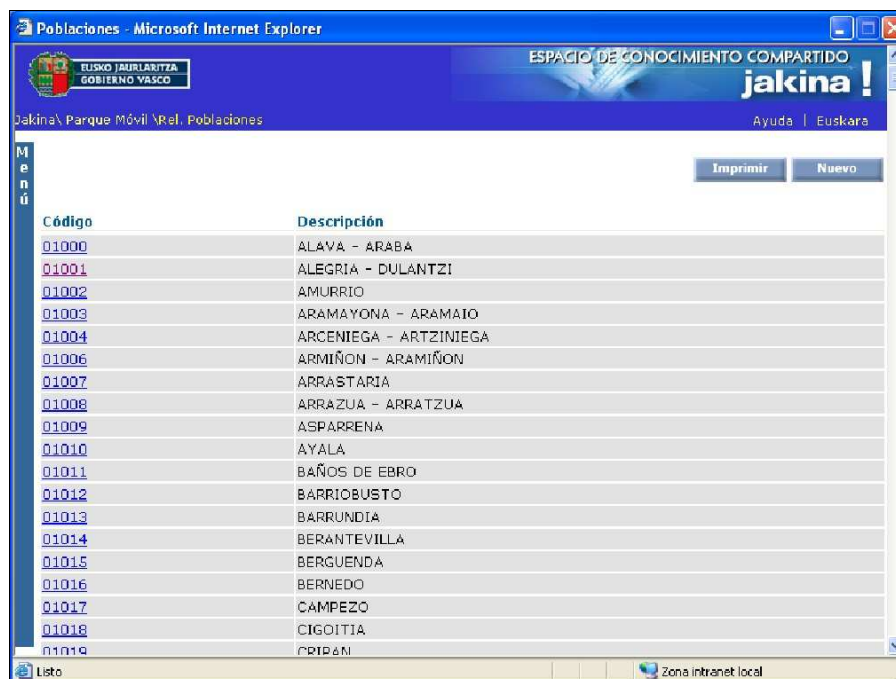 Poblaciones - Microsoft Internet Explorer
EUSKO JAURLARITZA
GOBIERNO VASCO
ESPACIO DE CONOCIMIENTO COMPARTIDO
jakina!
Jakina\ Parque Móvil \Rel. Poblaciones
Ayuda | Euskara
Menú
Imprimir Nuevo
Código Descripción
01000 ALAVA - ARABA
01001 ALEGRIA - DULANTZI
01002 AMURRIO
01003 ARAMAYONA - ARAMAIO
01004 ARCENIEGA - ARTZINIEGA
01006 ARMIÑON - ARAMIÑON
01007 ARRASTARIA
01008 ARRAZUA - ARRATZUA
01009 ASPARRENA
01010 AYALA
01011 BAÑOS DE EBRO
01012 BARRIOBUSTO
01013 BARRUNDIA
01014 BERANTEVILLA
01015 BERGUENDA
01016 BERNEDO
01017 CAMPEZO
01018 CIGOITIA
01019 CRIPAN
Listo
Zona intranet local